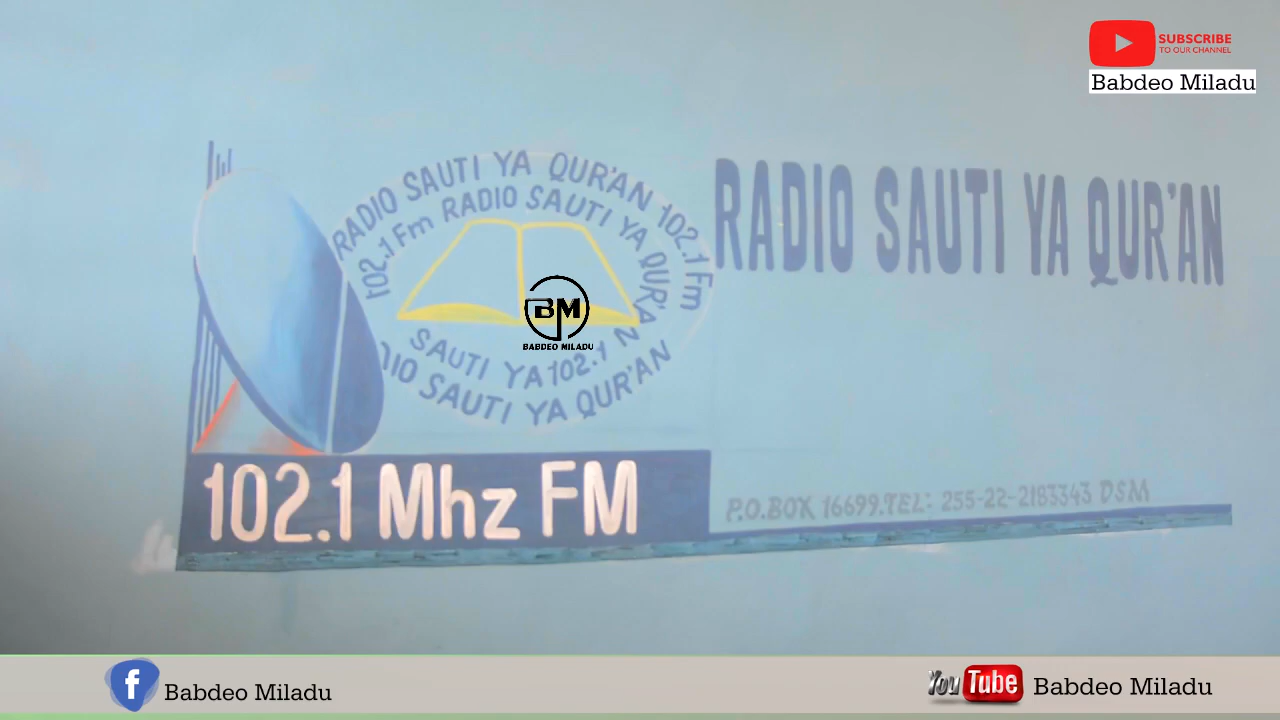 SUBSCRIBE
TO OUR CHANNEL
Babdeo Miladu
RADIO SAUTI YA QUR'AN 102.1 Fm
102.1 Fm RADIO SAUTI YA QUR'AN
RADIO SAUTI YA QUR'AN
BM
BABDEO MILADU
SAUTI YA 102.1
SAUTI YA QUR'AN
102.1 Mhz FM
P.O.BOX 16699.TEL: 255-22-2183343 DSM
Babdeo Miladu
YouTube Babdeo Miladu